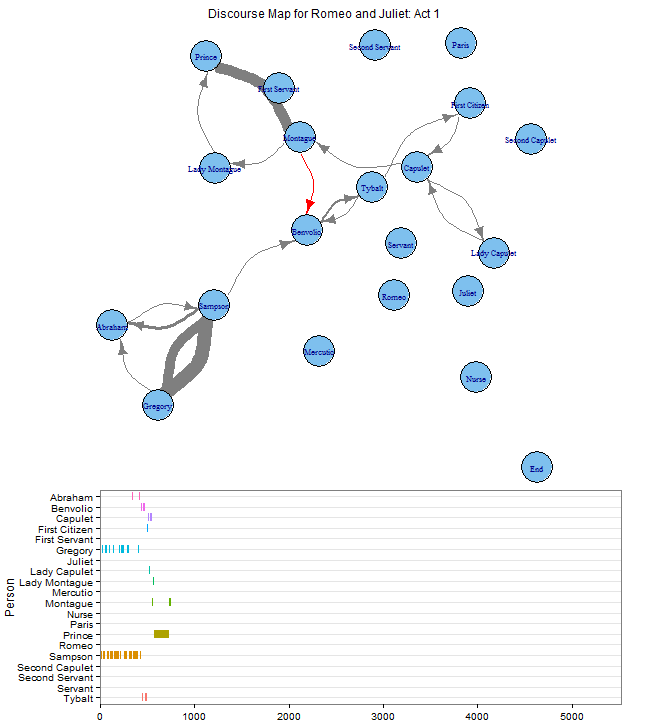 Discourse Map for Romeo and Juliet: Act 1
Second Servant
Paris
Prince
First Servant
First Citizen
Montague
Second Capulet
Lady Montague
Capulet
Tybalt
Benvolio
Servant
Lady Capulet
Romeo
Juliet
Sampson
Abraham
Mercutio
Nurse
Gregory
End
Person
Abraham
Benvolio
Capulet
First Citizen
First Servant
Gregory
Juliet
Lady Capulet
Lady Montague
Mercutio
Montague
Nurse
Paris
Prince
Romeo
Sampson
Second Capulet
Second Servant
Servant
Tybalt
0 1000 2000 3000 4000 5000